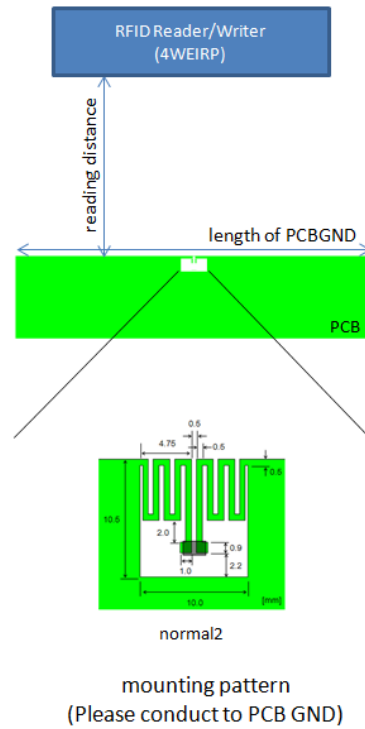 RFID Reader/Writer
(4WEIRP)
reading distance
length of PCBGND
PCB
0.5
4.75
0.5
0.5
10.5
2.0
0.9
2.2
1.0
10.0
[mm]
normal2
mounting pattern
(Please conduct to PCB GND)